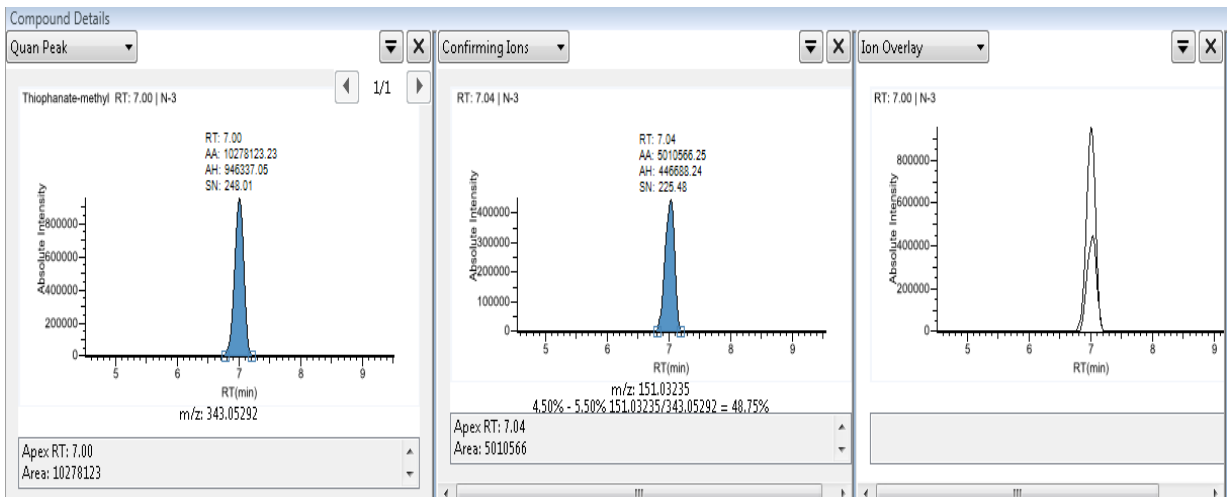 Compound Details
Quan Peak
1/1
Thiophanate-methyl RT: 7.00 | N-3
RT: 7.00
AA: 10278123.23
AH: 946337.05
SN: 248.01
Absolute Intensity
800000
600000
400000
200000
0
5 6 7 8 9
RT(min)
m/z: 343.05292
Apex RT: 7.00
Area: 10278123
Confirming Ions
RT: 7.04 | N-3
RT: 7.04
AA: 5010566.25
AH: 446688.24
SN: 225.48
Absolute Intensity
400000
300000
200000
100000
0
5 6 7 8 9
RT(min)
m/z: 151.03235
4.50% - 5.50% 151.03235/343.05292 = 48.75%
Apex RT: 7.04
Area: 5010566
Ion Overlay
RT: 7.00 | N-3
Absolute Intensity
800000
600000
400000
200000
0
5 6 7 8 9
RT(min)